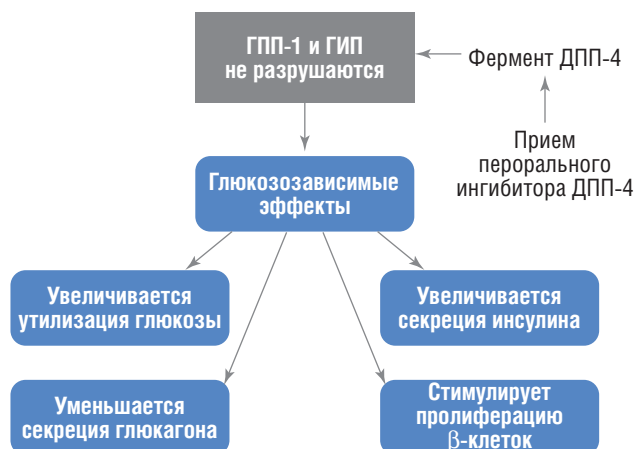 ГПП-1 и ГИП
не разрушаются
Фермент ДПП-4
Прием
перорального
ингибитора ДПП-4
Глюкозозависимые
эффекты
Увеличивается
утилизация глюкозы
Увеличивается
секреция инсулина
Уменьшается
секреция глюкагона
Стимулирует
пролиферацию
β-клеток